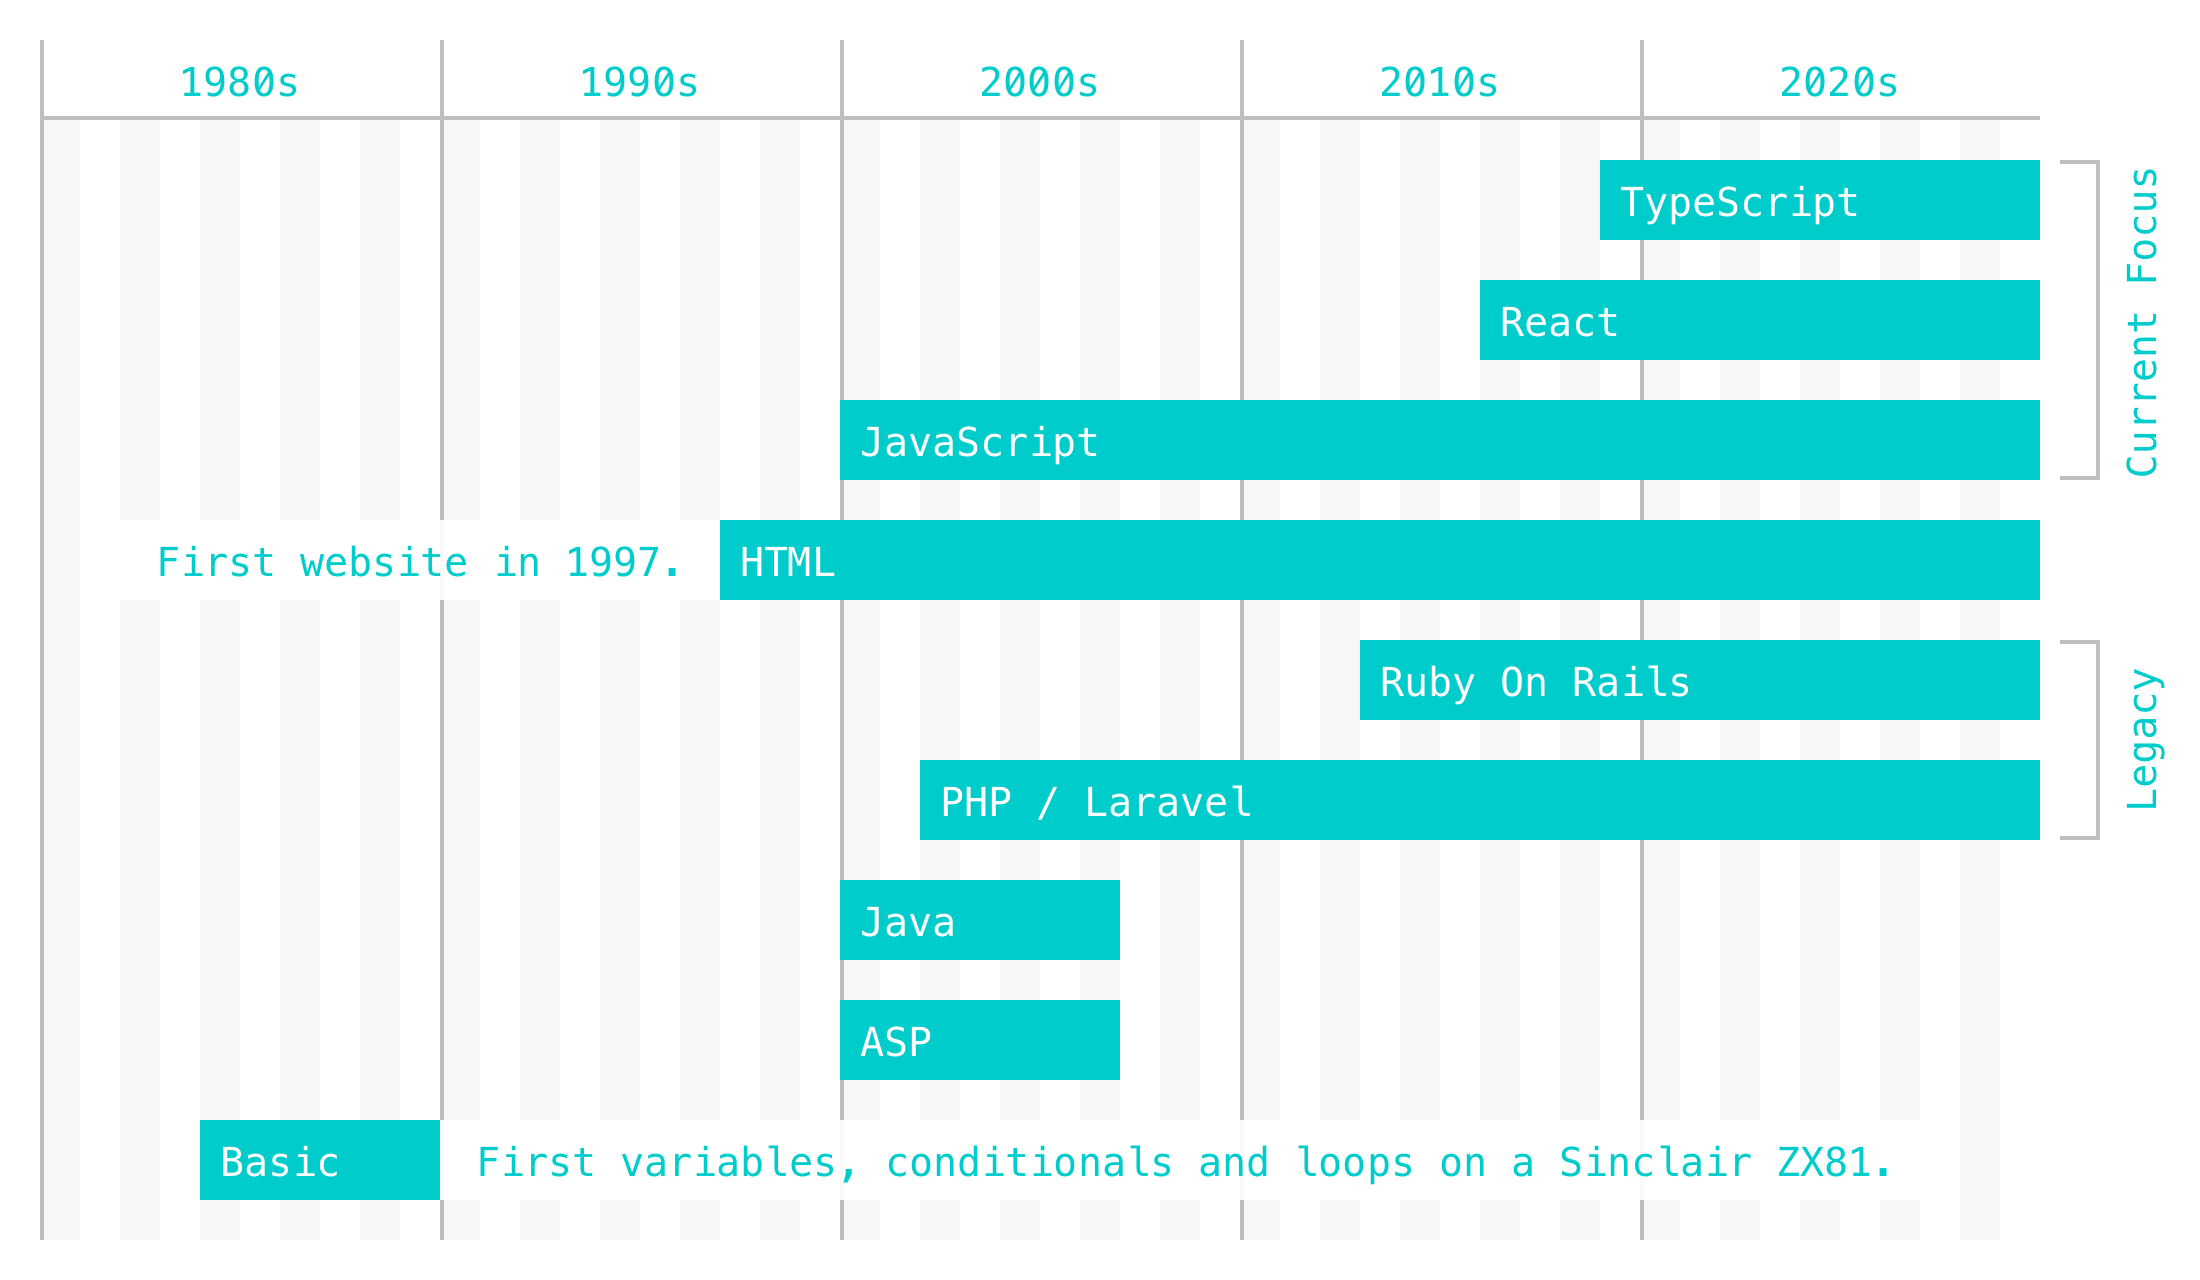 1980s 1990s 2000s 2010s 2020s
TypeScript
React
JavaScript
Current Focus
First website in 1997. HTML
Ruby On Rails
PHP / Laravel
Legacy
Java
ASP
Basic First variables, conditionals and loops on a Sinclair ZX81.